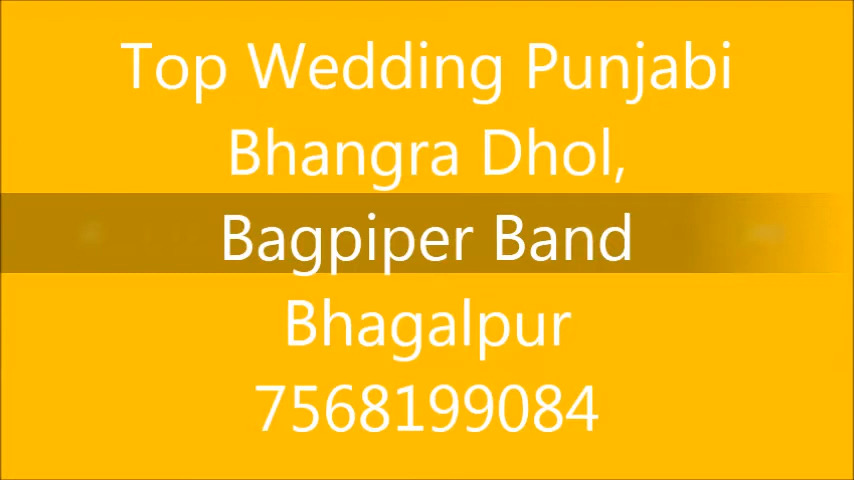 Top Wedding Punjabi
Bhangra Dhol,
Bagpiper Band
Bhagalpur
7568199084